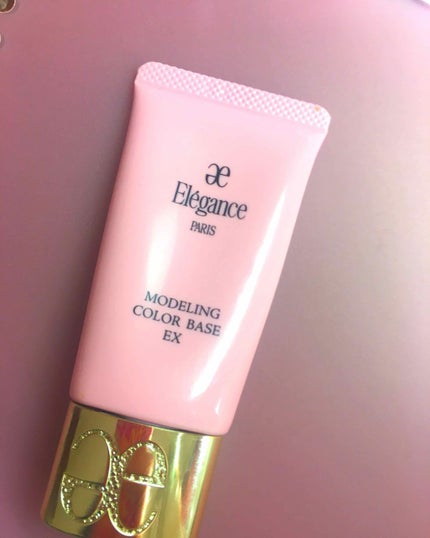 æ
Elégance
PARIS
MODELING
COLOR BASE
EX